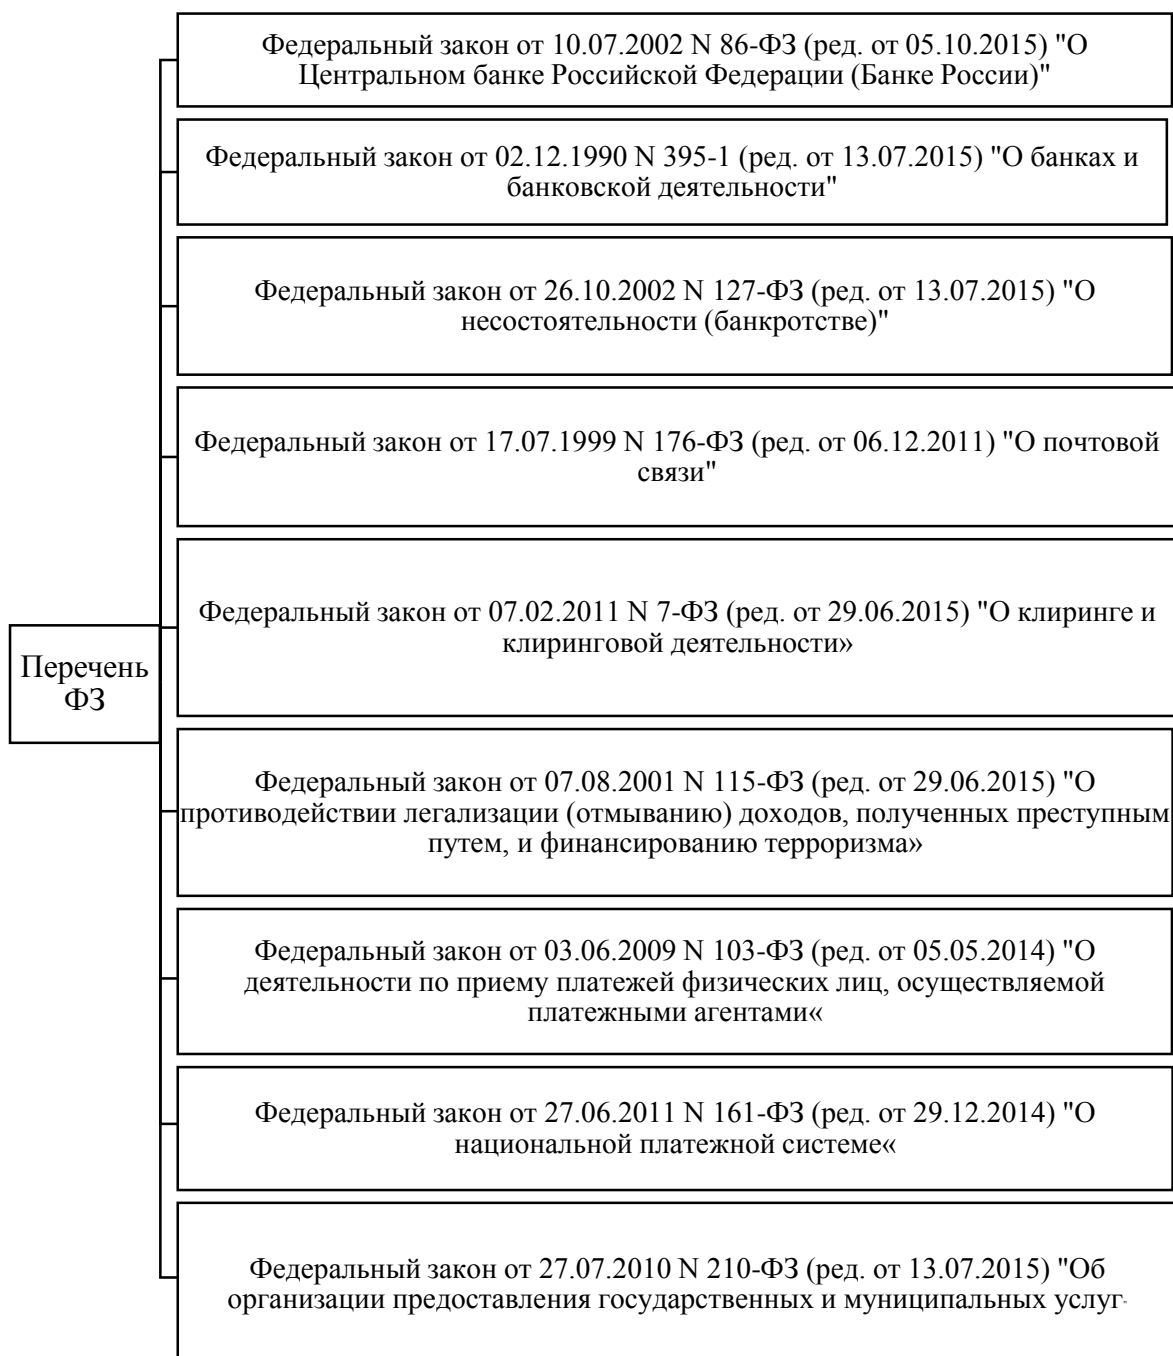 Федеральный закон от 10.07.2002 N 86-ФЗ (ред. от 05.10.2015) "О
Центральном банке Российской Федерации (Банке России)"
Федеральный закон от 02.12.1990 N 395-1 (ред. от 13.07.2015) "О банках и
банковской деятельности"
Федеральный закон от 26.10.2002 N 127-ФЗ (ред. от 13.07.2015) "О
несостоятельности (банкротстве)"
Федеральный закон от 17.07.1999 N 176-ФЗ (ред. от 06.12.2011) "О почтовой
связи"
Федеральный закон от 07.02.2011 N 7-ФЗ (ред. от 29.06.2015) "О клиринге и
клиринговой деятельности»
Перечень
ФЗ
Федеральный закон от 07.08.2001 N 115-ФЗ (ред. от 29.06.2015) "О
противодействии легализации (отмыванию) доходов, полученных преступным
путем, и финансированию терроризма»
Федеральный закон от 03.06.2009 N 103-ФЗ (ред. от 05.05.2014) "О
деятельности по приему платежей физических лиц, осуществляемой
платежными агентами«
Федеральный закон от 27.06.2011 N 161-ФЗ (ред. от 29.12.2014) "О
национальной платежной системе«
Федеральный закон от 27.07.2010 N 210-ФЗ (ред. от 13.07.2015) "Об
организации предоставления государственных и муниципальных услуг